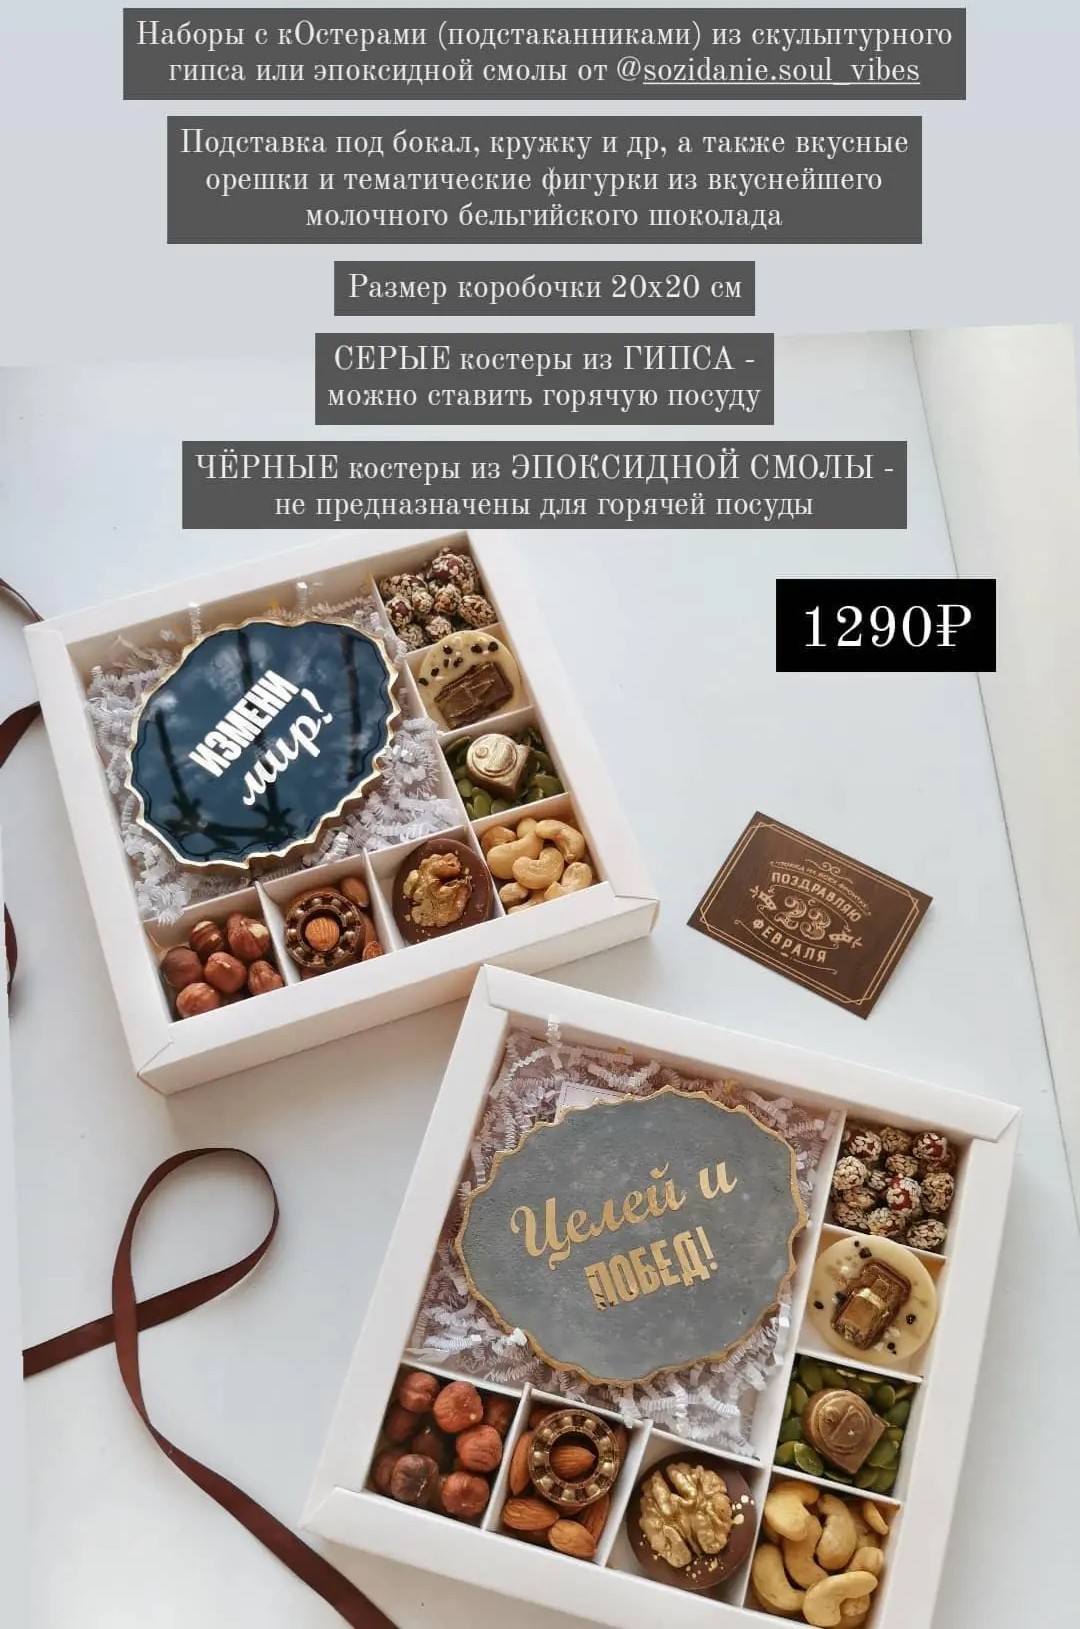 Наборы с кОстерами (подстаканниками) из скульптурного
гипса или эпоксидной смолы от @sozidanie.soul_vibes
Подставка под бокал, кружку и др, а также вкусные
орешки и тематические фигурки из вкуснейшего
молочного бельгийского шоколада
Размер коробочки 20х20 см
СЕРЫЕ костеры из ГИПСА -
можно ставить горячую посуду
ЧЁРНЫЕ костеры из ЭПОКСИДНОЙ СМОЛЫ -
не предназначены для горячей посуды
1290₽
ИЗМЕНИ
мир!
ПОЗДРАВЛЯЮ
23
ФЕВРАЛЯ
Целей и
ПОБЕД!